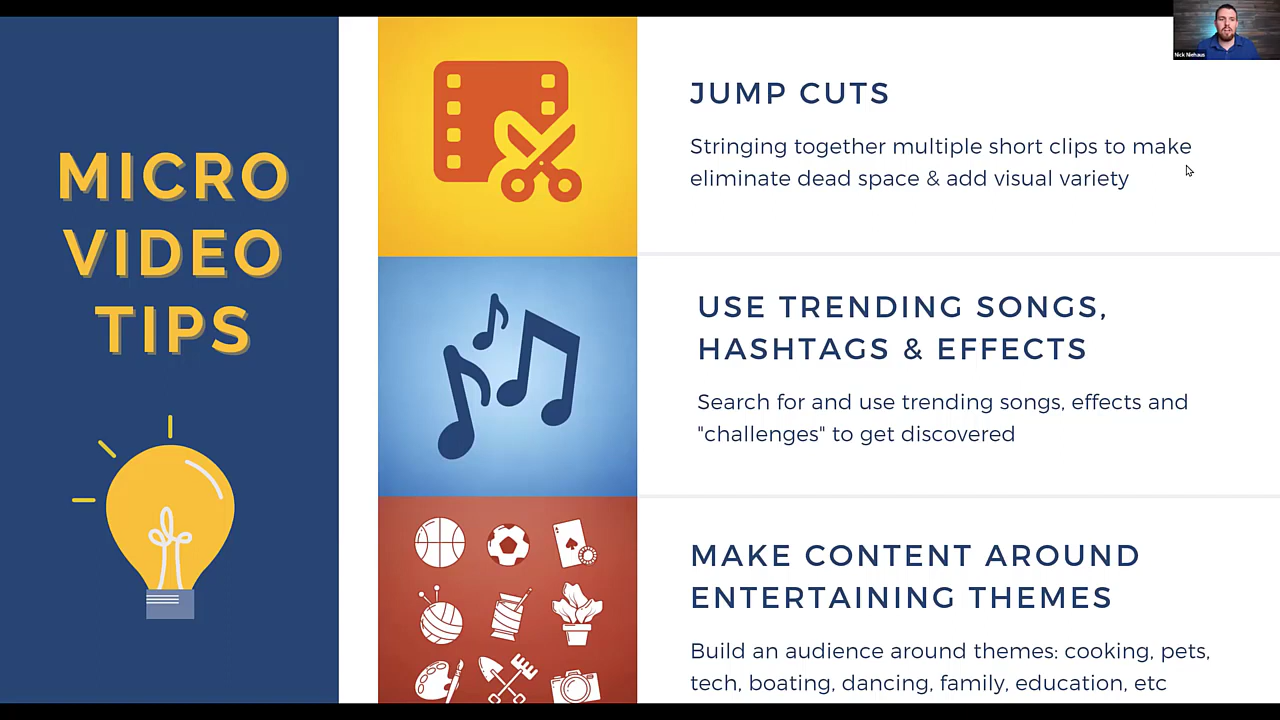 MICRO
VIDEO
TIPS
JUMP CUTS
Stringing together multiple short clips to make
eliminate dead space & add visual variety
USE TRENDING SONGS,
HASHTAGS & EFFECTS
Search for and use trending songs, effects and
"challenges" to get discovered
MAKE CONTENT AROUND
ENTERTAINING THEMES
Build an audience around themes: cooking, pets,
tech, boating, dancing, family, education, etc
Nick Niehaus